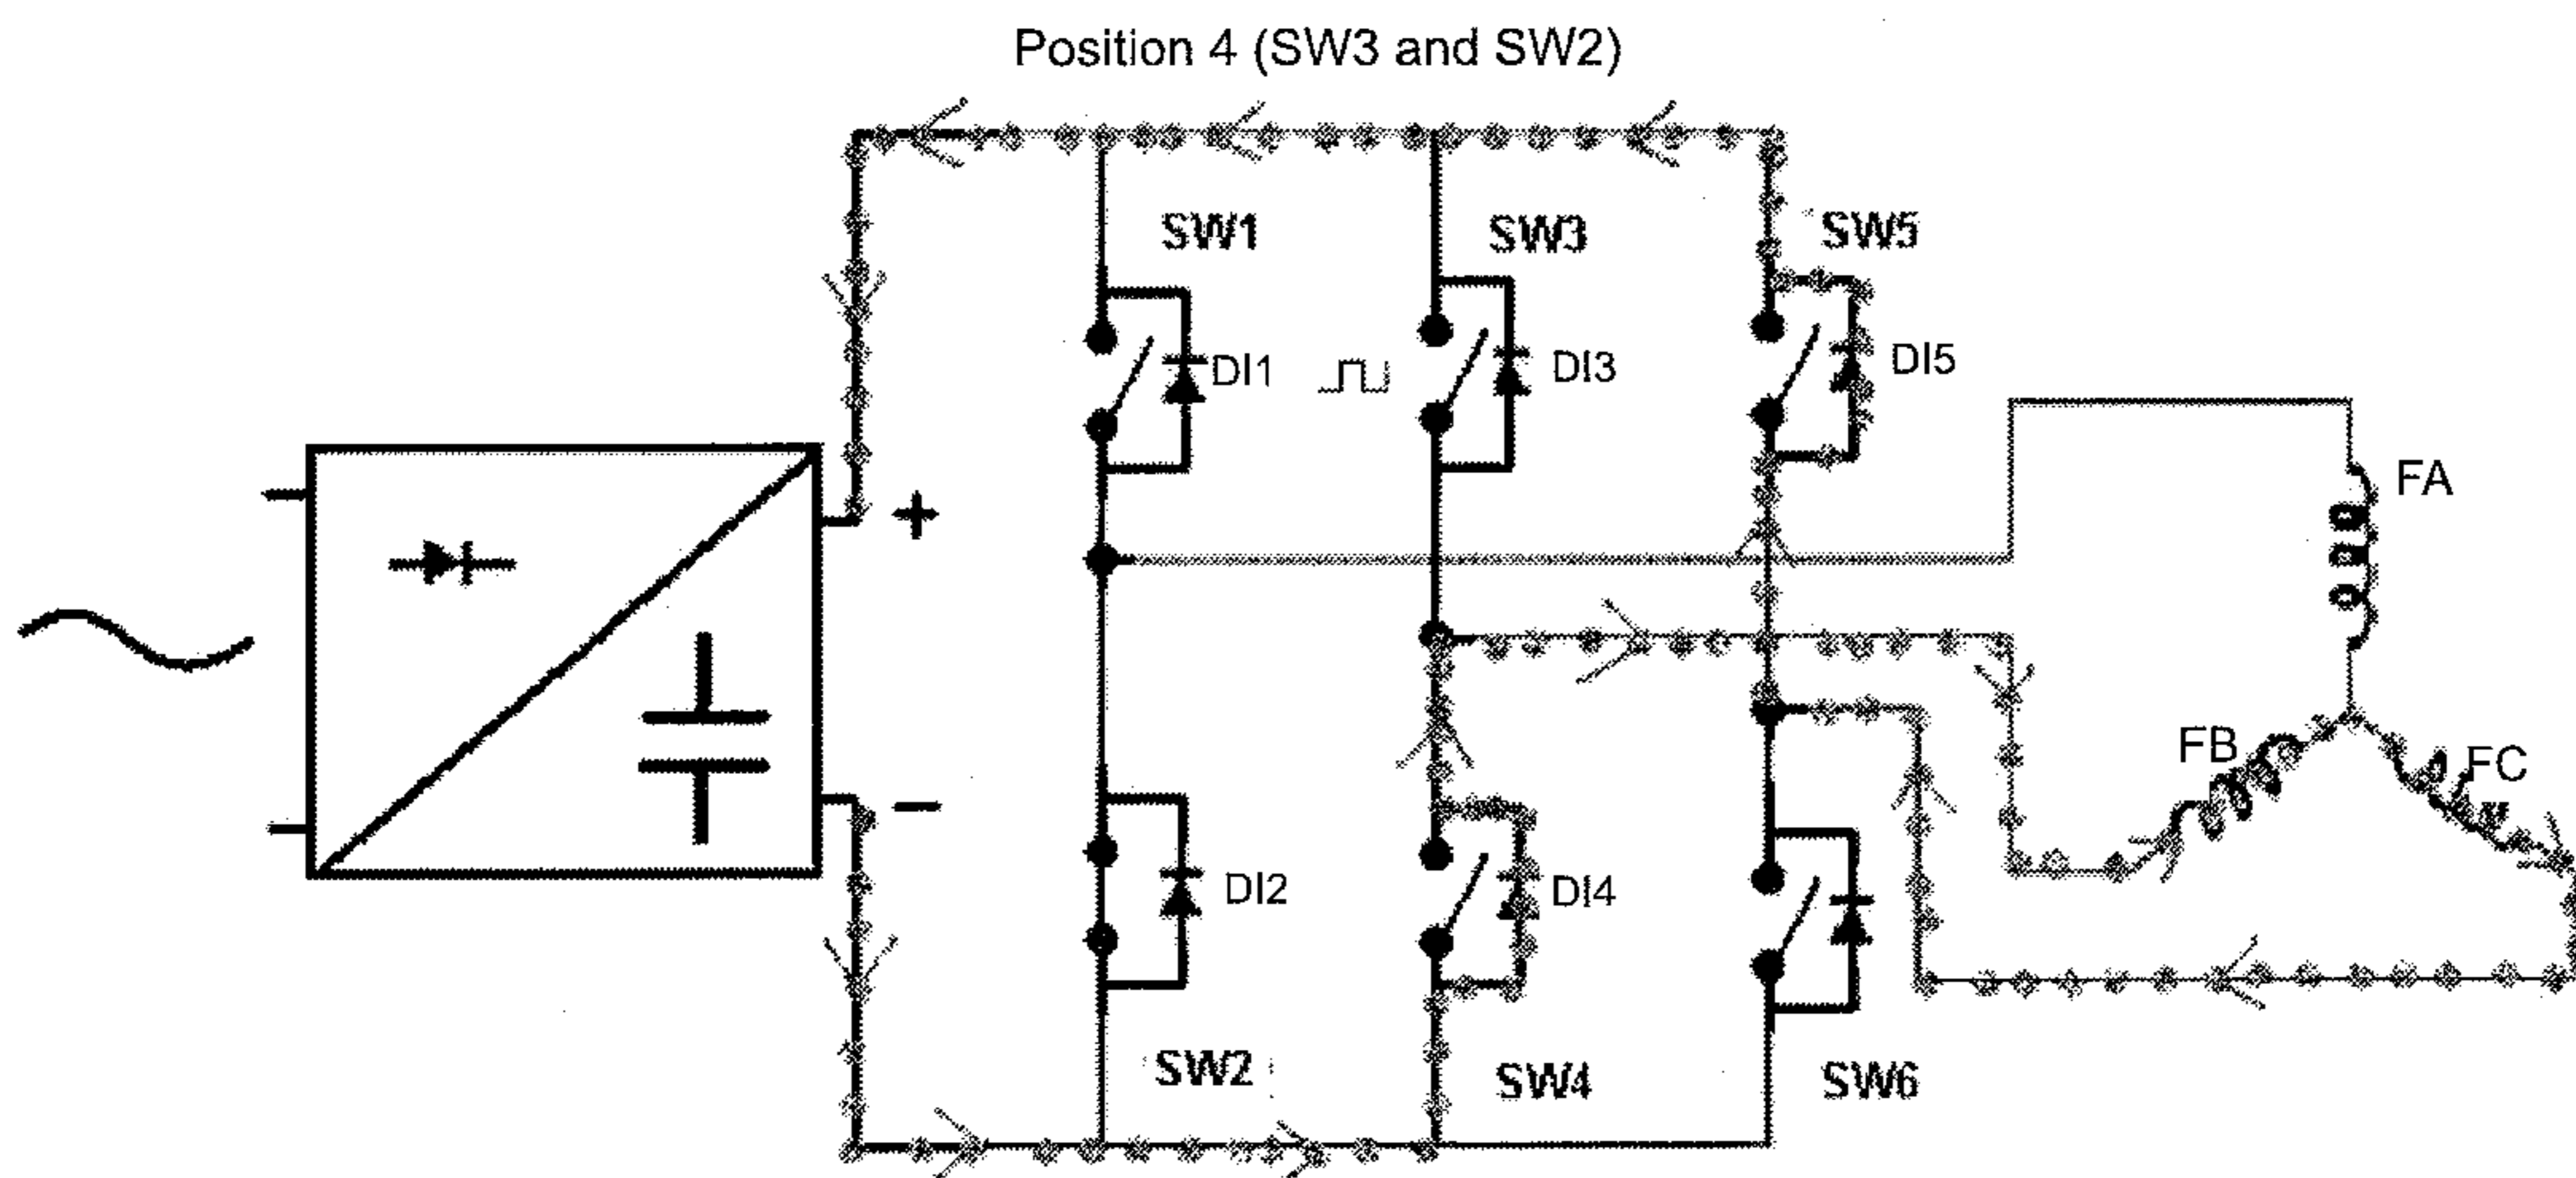 Position 4 (SW3 and SW2)
SW1
SW3
SW5
DI1
DI3
DI5
FA
+
FB
FC
−
DI2
DI4
SW2
SW4
SW6